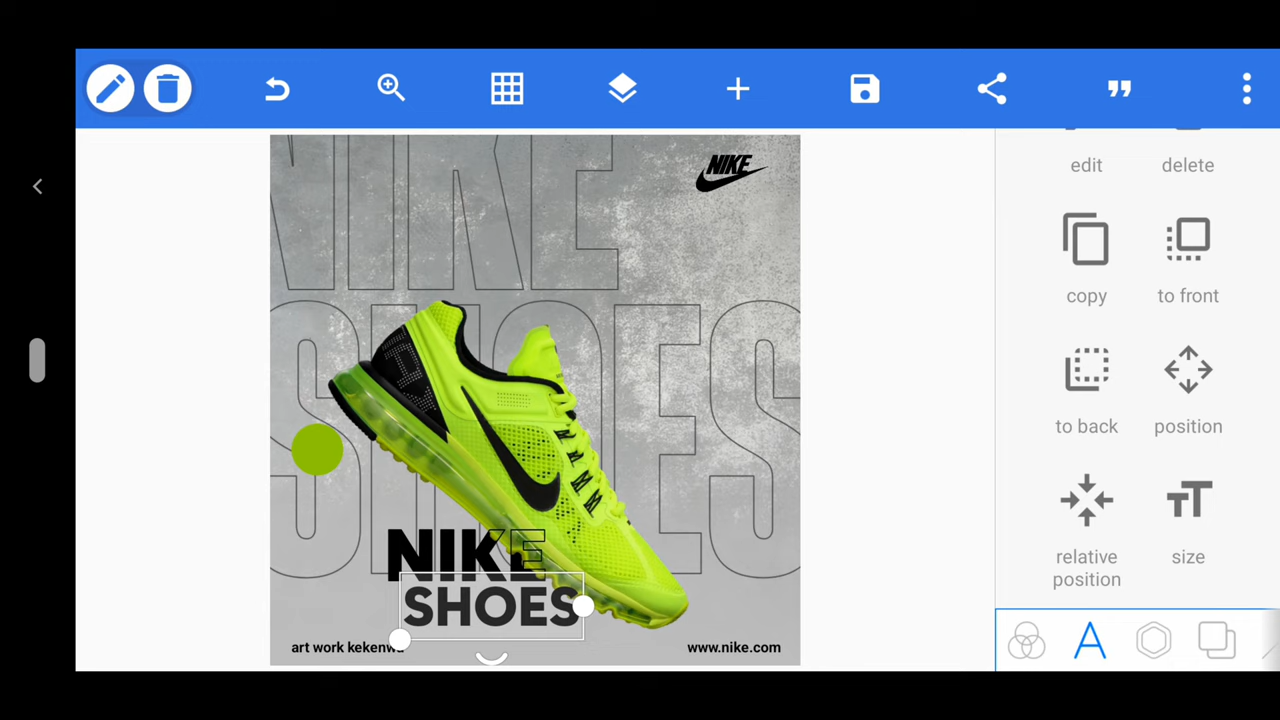 NIKE
SHOES
NIKE
NIKE
SHOES
art work kekenw
www.nike.com
edit
delete
copy
to front
to back
position
relative
position
size